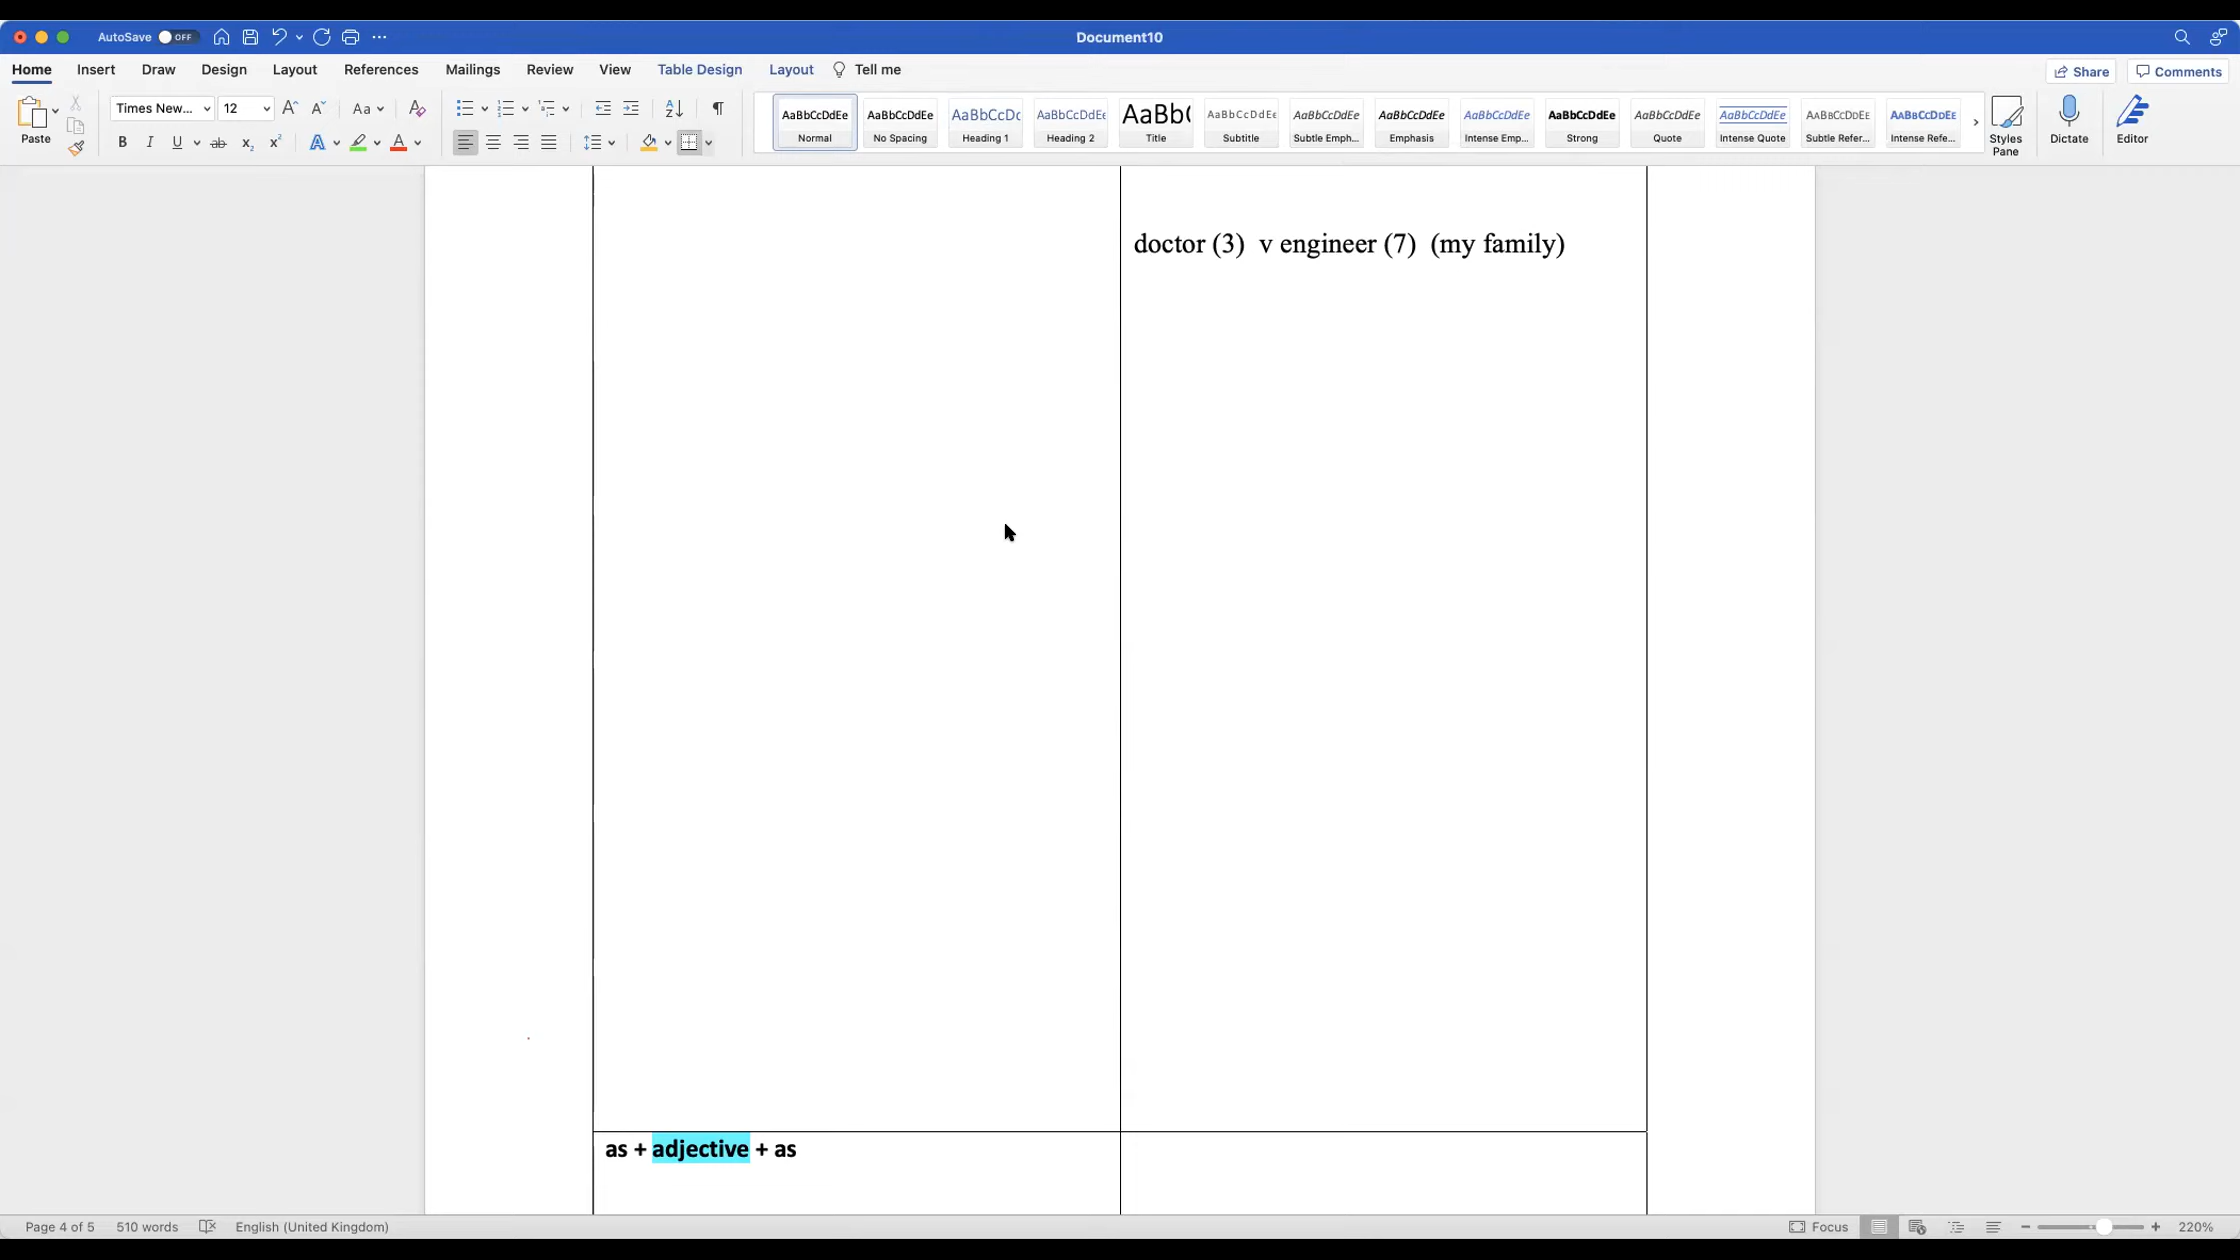 AutoSave OFF Document10
Home Insert Draw Design Layout References Mailings Review View Table Design Layout Tell me Share Comments
Paste Times New... 12 Aa
AaBbCcDdEe AaBbCcDdEe AaBbCcDc AaBbCcDdEe AaBb( AaBbCcDdEe AaBbCcDdEe AaBbCcDdEe AaBbCcDdEe AaBbCcDdEe AaBbCcDdEe AaBbCcDdEe AaBbCcDdEe AaBbCcDdEe
Normal No Spacing Heading 1 Heading 2 Title Subtitle Subtle Emph... Emphasis Intense Emp... Strong Quote Intense Quote Subtle Refer... Intense Refe... Styles Pane Dictate Editor
doctor (3) v engineer (7) (my family)
as + adjective + as
Page 4 of 5 510 words English (United Kingdom) Focus 220%